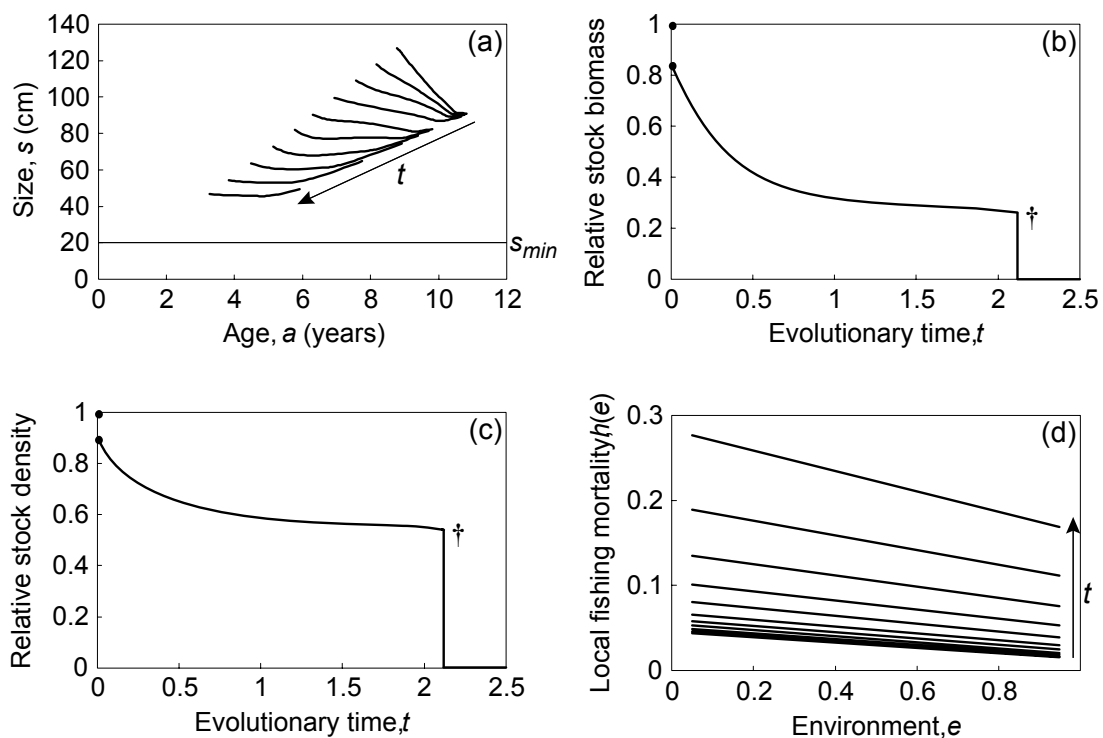 (a)
140
120
100
80
60
40
20
0
Size, s (cm)
t
s_min
0 2 4 6 8 10 12
Age, a (years)
(b)
1
0.8
0.6
0.4
0.2
0
Relative stock biomass
†
0 0.5 1 1.5 2 2.5
Evolutionary time,t
(c)
1
0.8
0.6
0.4
0.2
0
Relative stock density
†
0 0.5 1 1.5 2 2.5
Evolutionary time,t
(d)
0.3
0.2
0.1
0
Local fishing mortality,h(e)
t
0 0.2 0.4 0.6 0.8
Environment,e